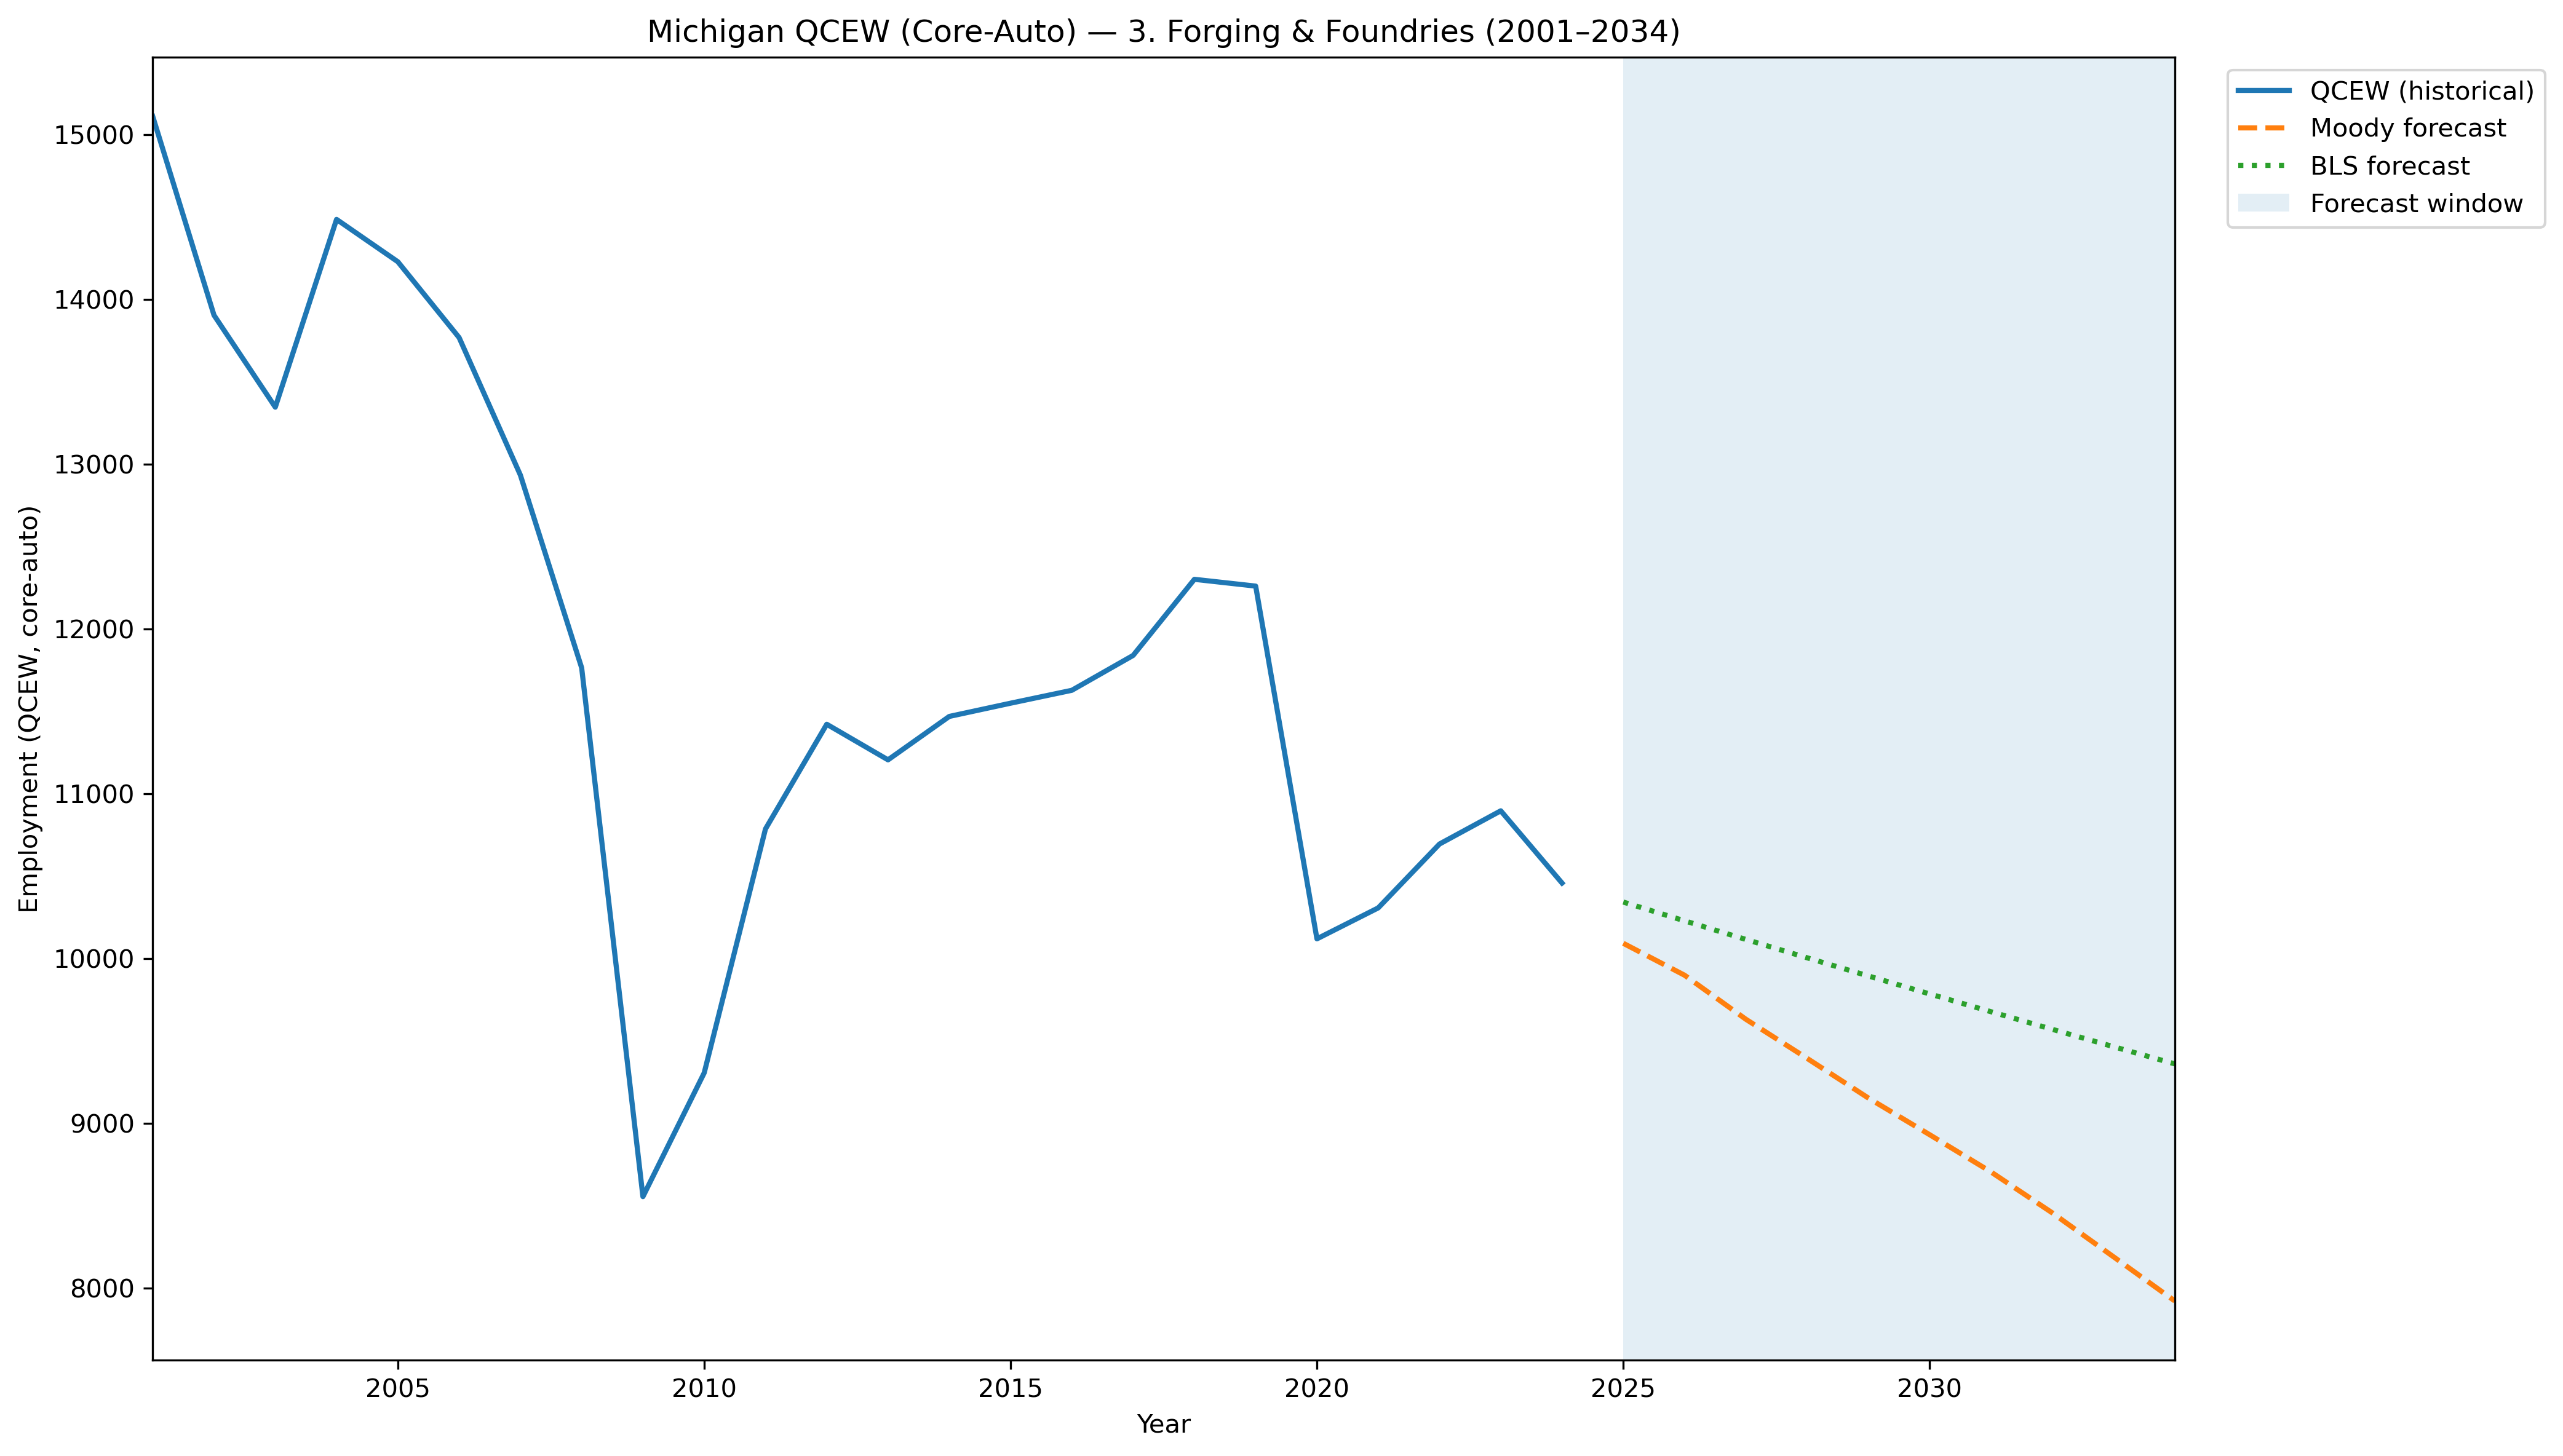 Michigan QCEW (Core-Auto) — 3. Forging & Foundries (2001–2034)
QCEW (historical)
Moody forecast
BLS forecast
Forecast window
Employment (QCEW, core-auto)
15000
14000
13000
12000
11000
10000
9000
8000
2005
2010
2015
2020
2025
2030
Year